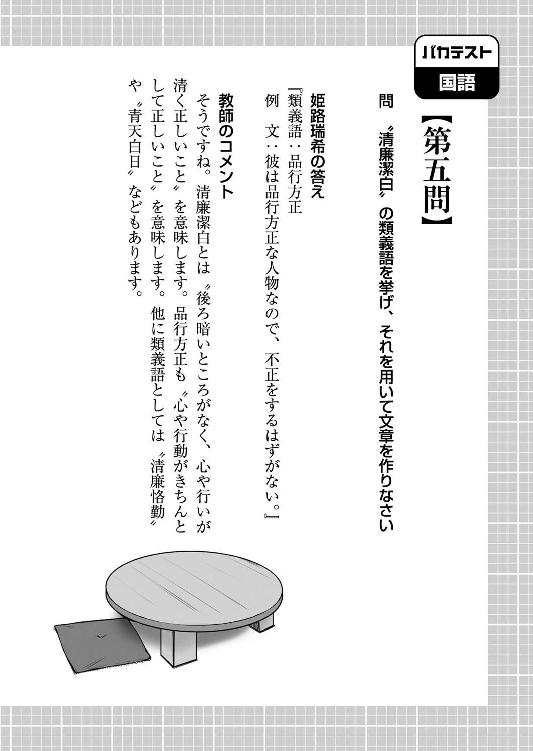 バカテスト
国語
【第五問】
問　〝清廉潔白〟の類義語を挙げ、それを用いて文章を作りなさい
姫路瑞希の答え
『類義語：品行方正
例　文：彼は品行方正な人物なので、不正をするはずがない。』
教師のコメント
そうですね。清廉潔白とは〝後ろ暗いところがなく、心や行いが
清く正しいこと〟を意味します。品行方正も〝心や行動がきちんと
して正しいこと〟を意味します。他に類義語としては〝清廉恪勤〟
や〝青天白日〟などもあります。